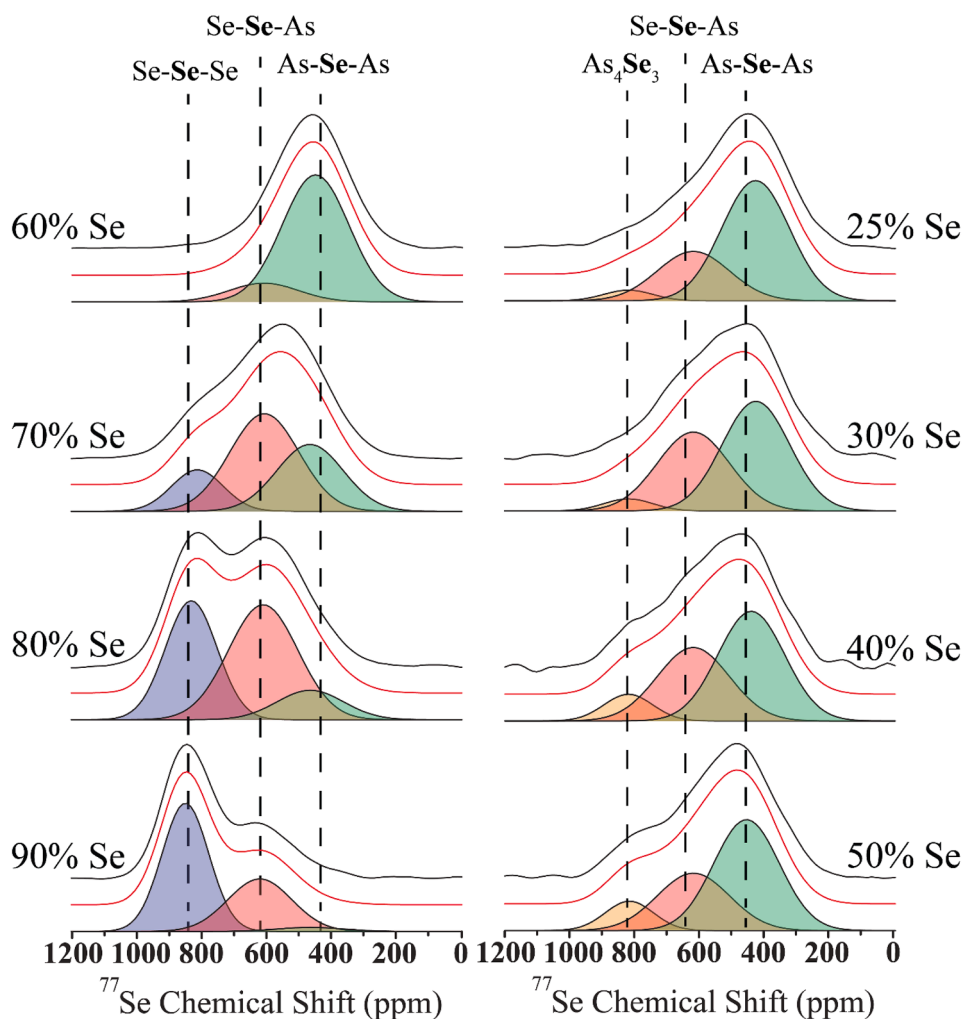 Se-Se-As
Se-Se-Se
As-Se-As
60% Se
70% Se
80% Se
90% Se
1200 1000 800 600 400 200 0
⁷⁷Se Chemical Shift (ppm)
Se-Se-As
As₄Se₃
As-Se-As
25% Se
30% Se
40% Se
50% Se
1200 1000 800 600 400 200 0
⁷⁷Se Chemical Shift (ppm)